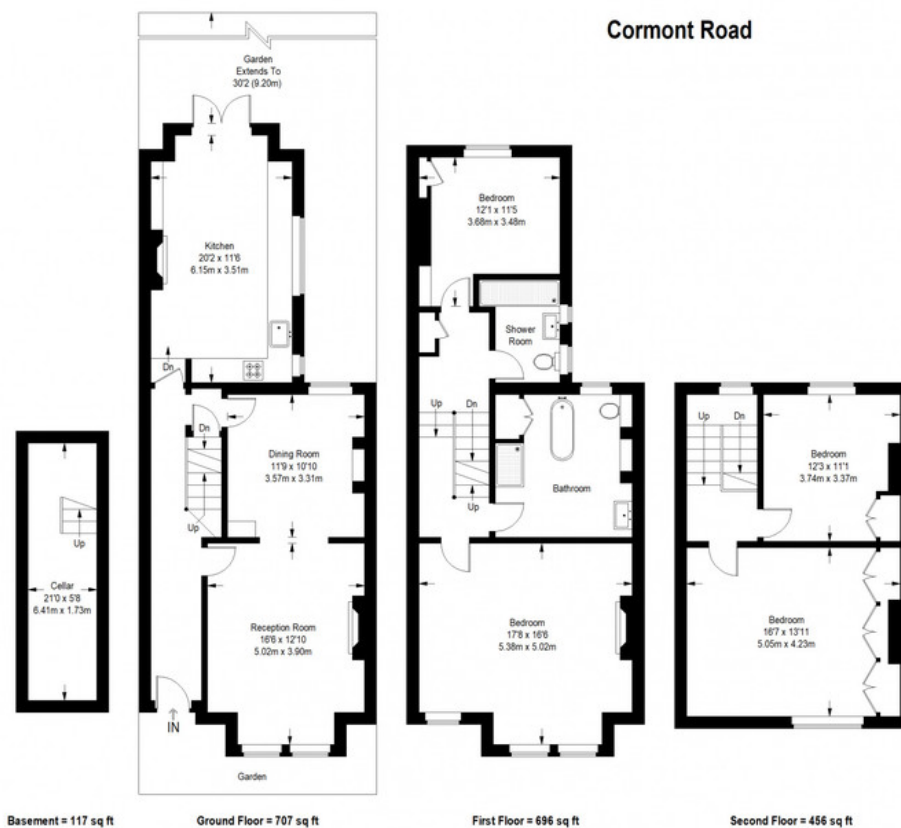 Cormont Road
Garden
Extends To
30'2 (9.20m)
Kitchen
20'2 x 11'6
6.15m x 3.51m
Dn
Dn
Dining Room
11'9 x 10'10
3.57m x 3.31m
Up
Reception Room
16'6 x 12'10
5.02m x 3.90m
IN
Garden
Up
Cellar
21'0 x 5'8
6.41m x 1.73m
Bedroom
12'1 x 11'5
3.68m x 3.48m
Shower
Room
Up
Dn
Bathroom
Up
Bedroom
17'8 x 16'6
5.38m x 5.02m
Up
Dn
Bedroom
12'3 x 11'1
3.74m x 3.37m
Bedroom
16'7 x 13'11
5.05m x 4.23m
Basement = 117 sq ft
Ground Floor = 707 sq ft
First Floor = 696 sq ft
Second Floor = 456 sq ft